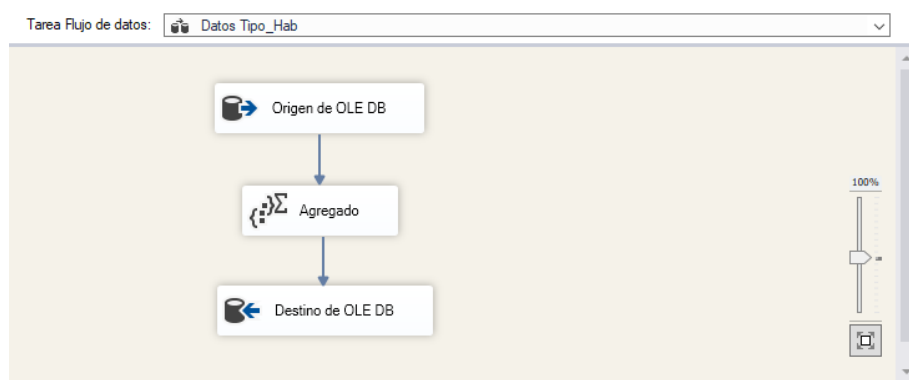 Tarea Flujo de datos: Datos Tipo_Hab
Origen de OLE DB
Agregado
Destino de OLE DB
100%